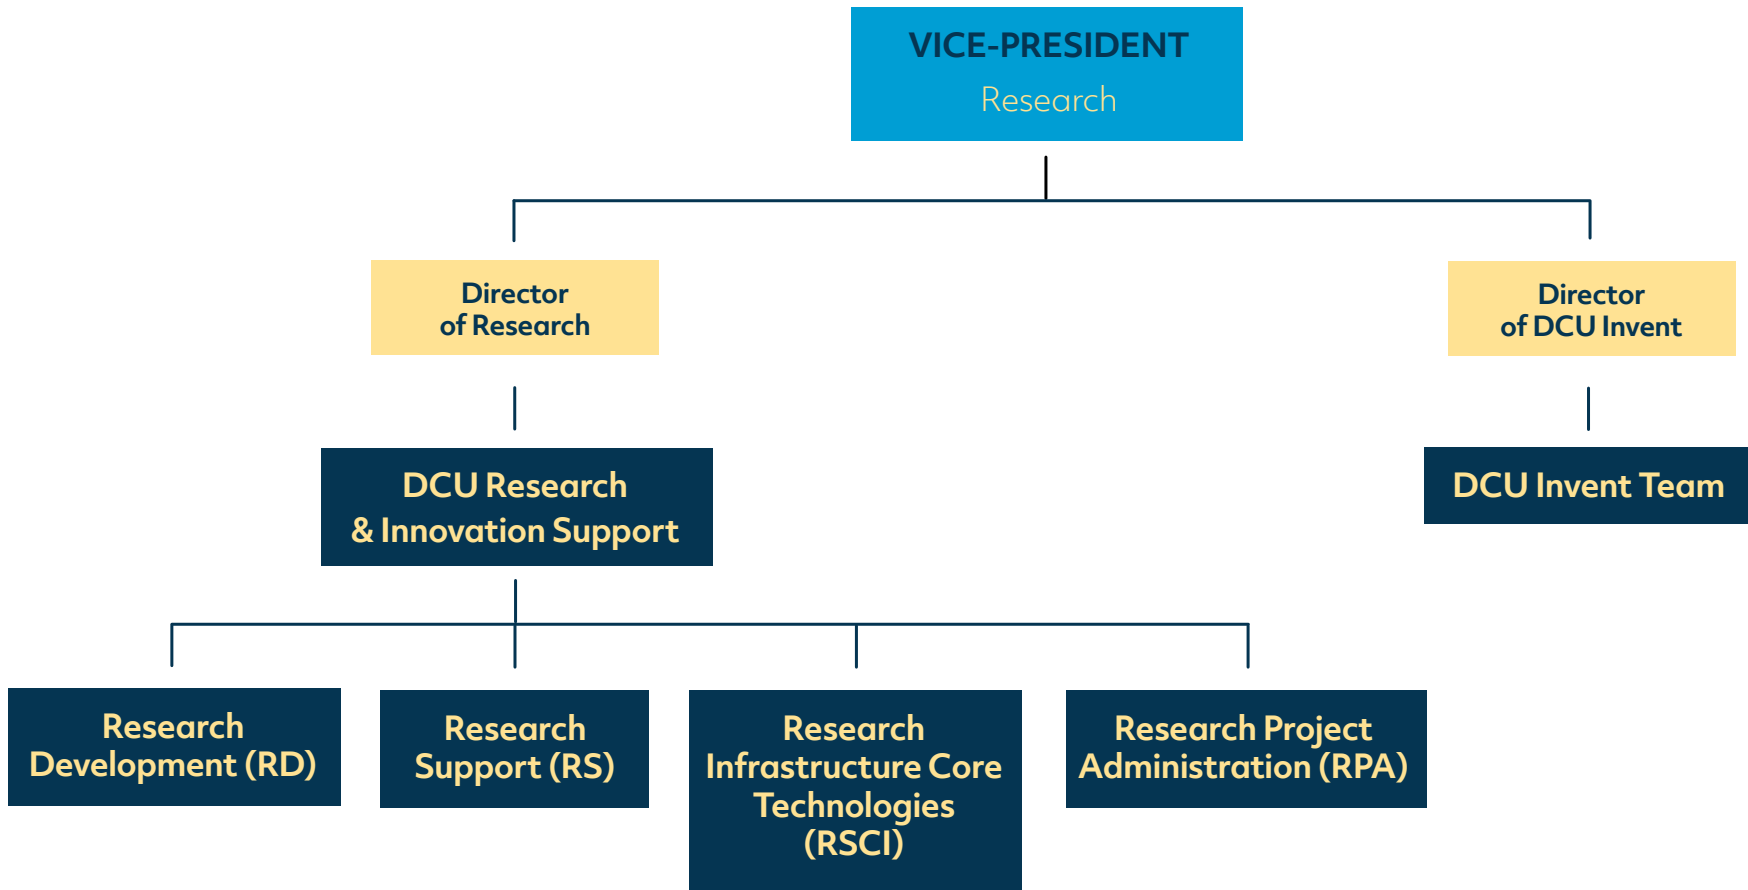 VICE-PRESIDENT
Research
Director
of Research
Director
of DCU Invent
DCU Research
& Innovation Support
DCU Invent Team
Research
Development (RD)
Research
Support (RS)
Research
Infrastructure Core
Technologies
(RSCI)
Research Project
Administration (RPA)